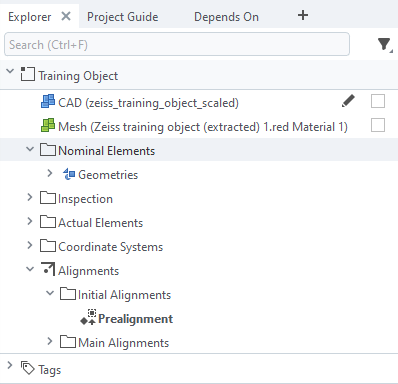 Explorer Project Guide Depends On
Search (Ctrl+F)
Training Object
CAD (zeiss_training_object_scaled)
Mesh (Zeiss training object (extracted) 1.red Material 1)
Nominal Elements
Geometries
Inspection
Actual Elements
Coordinate Systems
Alignments
Initial Alignments
Prealignment
Main Alignments
Tags